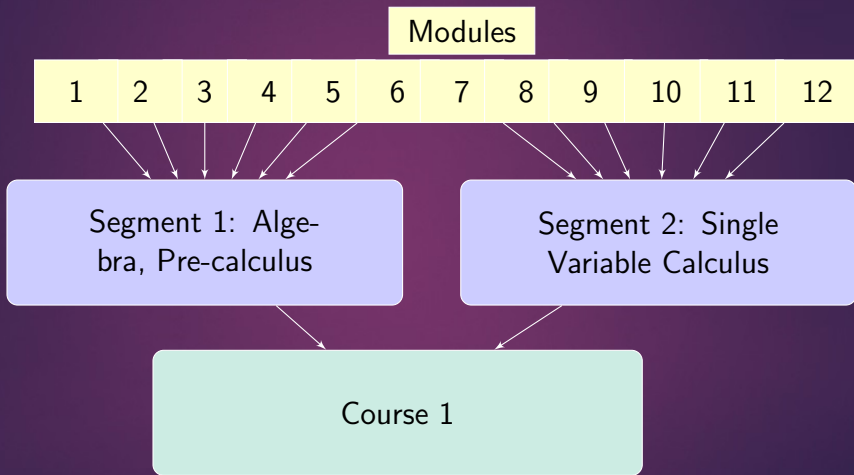 Modules
1 2 3 4 5 6 7 8 9 10 11 12
Segment 1: Alge-
bra, Pre-calculus
Segment 2: Single
Variable Calculus
Course 1